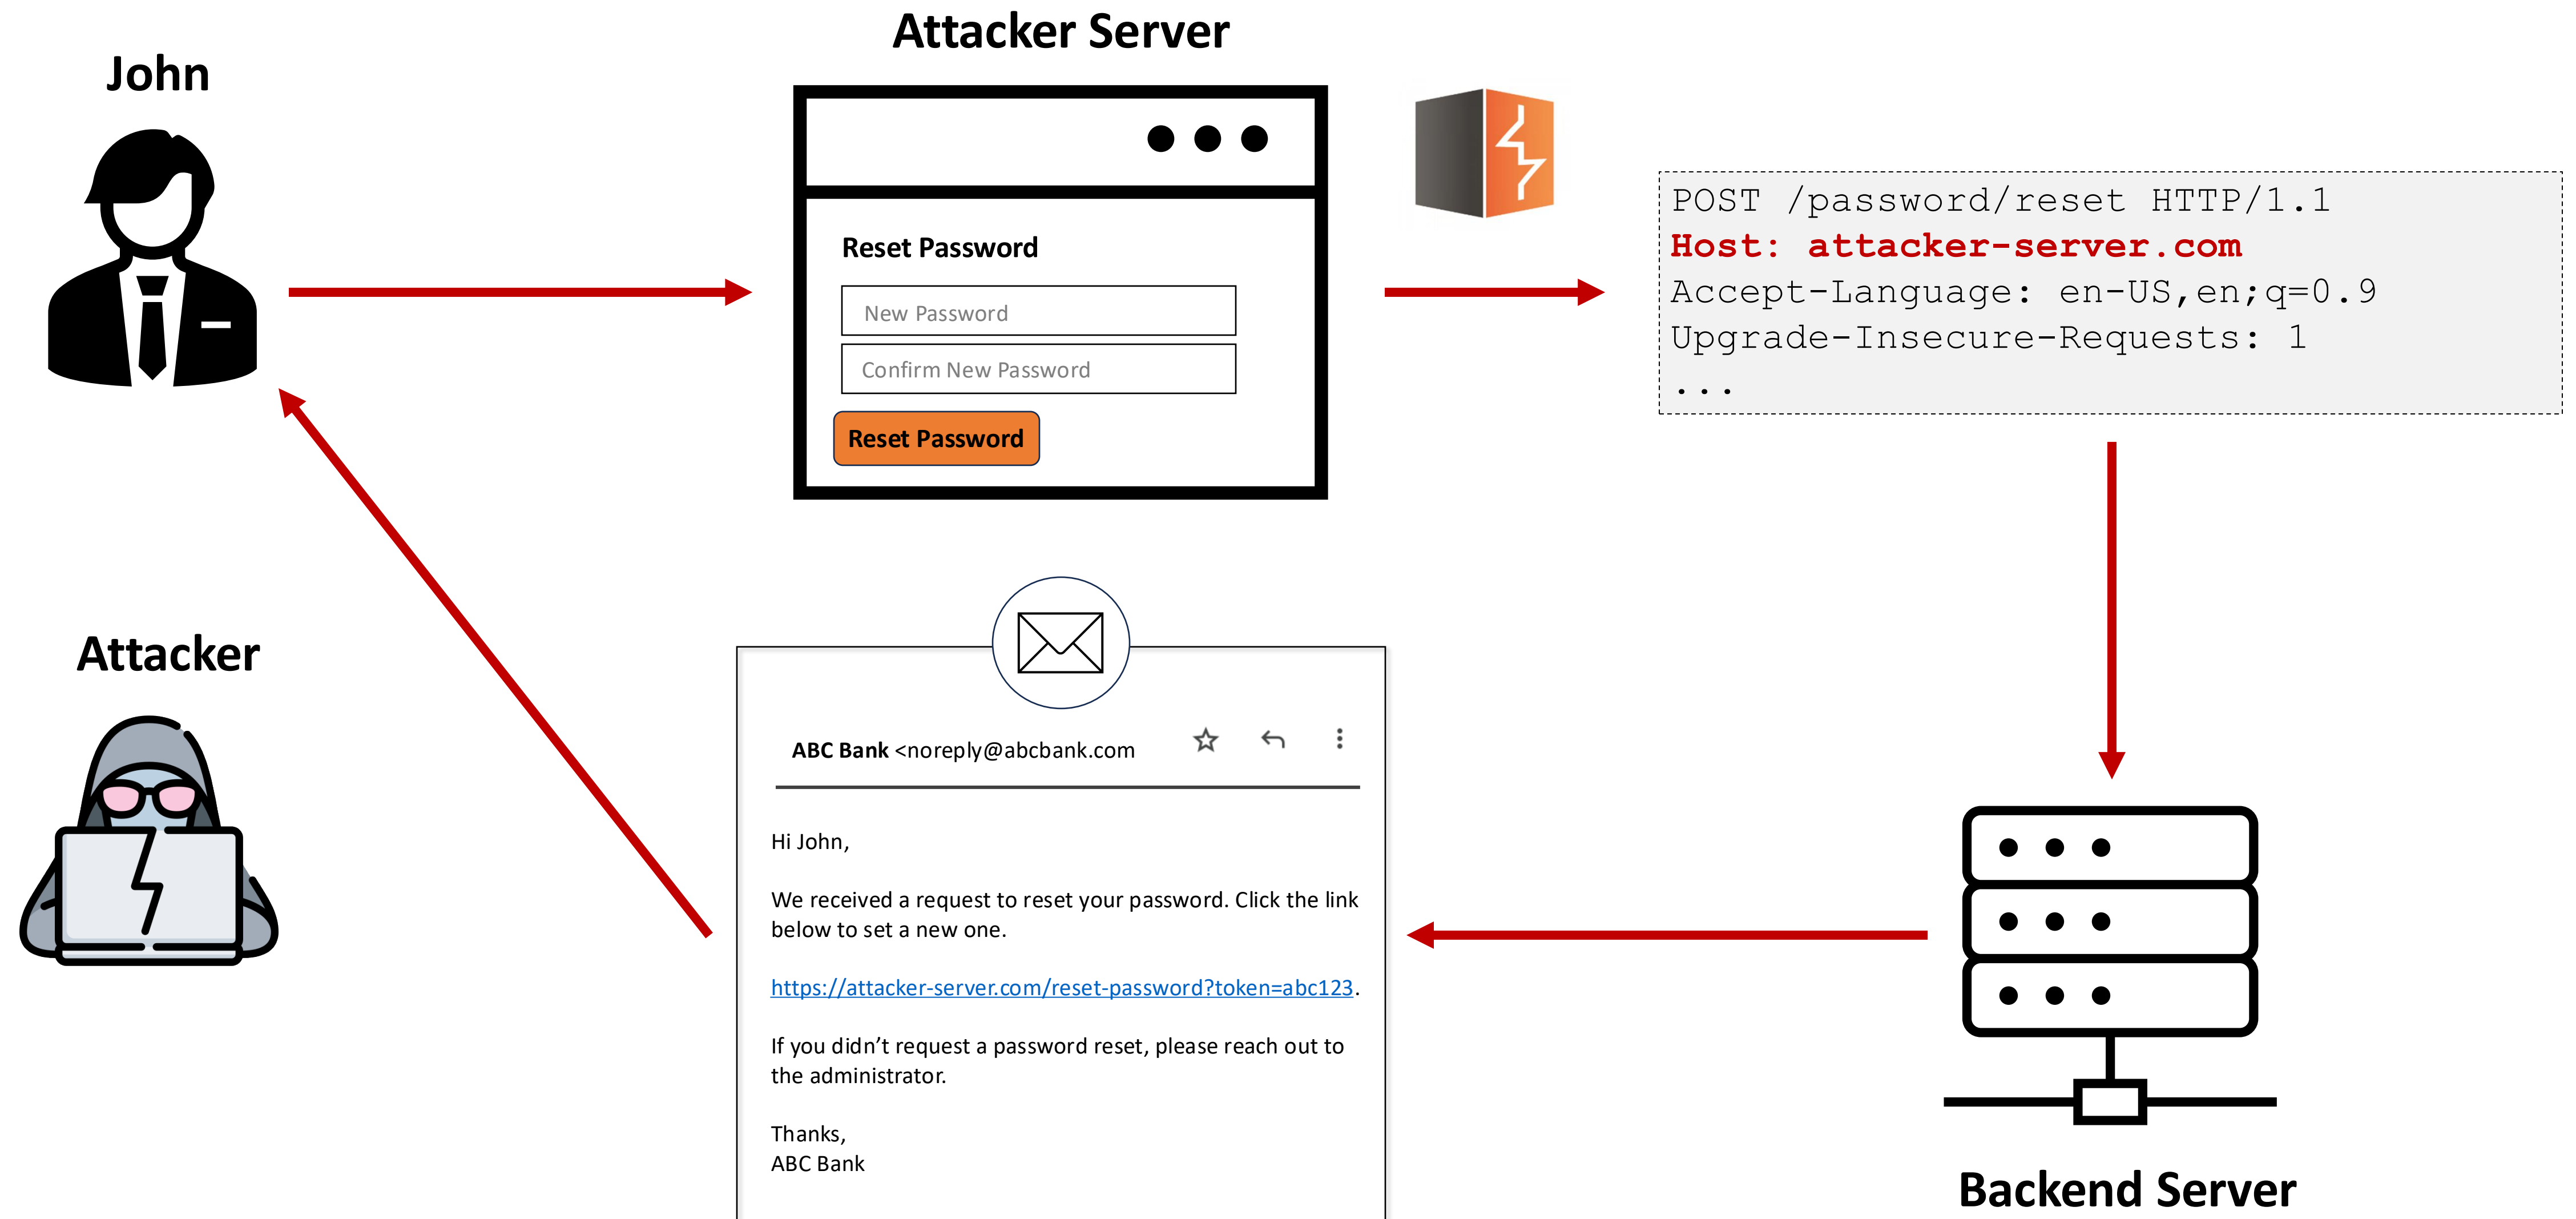 Attacker Server
John
Reset Password
New Password
Confirm New Password
Reset Password
POST /password/reset HTTP/1.1
Host: attacker-server.com
Accept-Language: en-US,en;q=0.9
Upgrade-Insecure-Requests: 1
...
Attacker
ABC Bank <noreply@abcbank.com
Hi John,
We received a request to reset your password. Click the link
below to set a new one.
https://attacker-server.com/reset-password?token=abc123.
If you didn’t request a password reset, please reach out to
the administrator.
Thanks,
ABC Bank
Backend Server